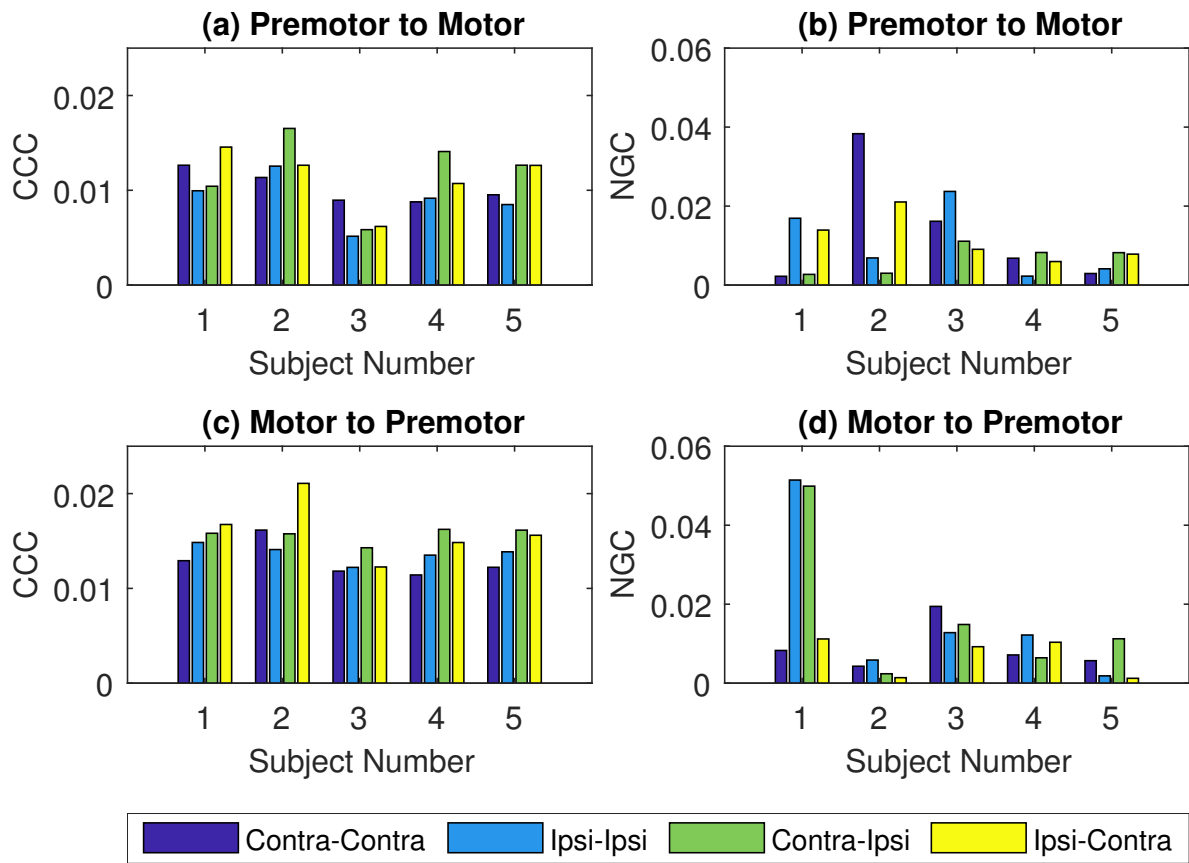 (a) Premotor to Motor
0.02
0.01
0
CCC
1 2 3 4 5
Subject Number
(b) Premotor to Motor
0.06
0.04
0.02
0
NGC
1 2 3 4 5
Subject Number
(c) Motor to Premotor
0.02
0.01
0
CCC
1 2 3 4 5
Subject Number
(d) Motor to Premotor
0.06
0.04
0.02
0
NGC
1 2 3 4 5
Subject Number
Contra-Contra Ipsi-Ipsi Contra-Ipsi Ipsi-Contra